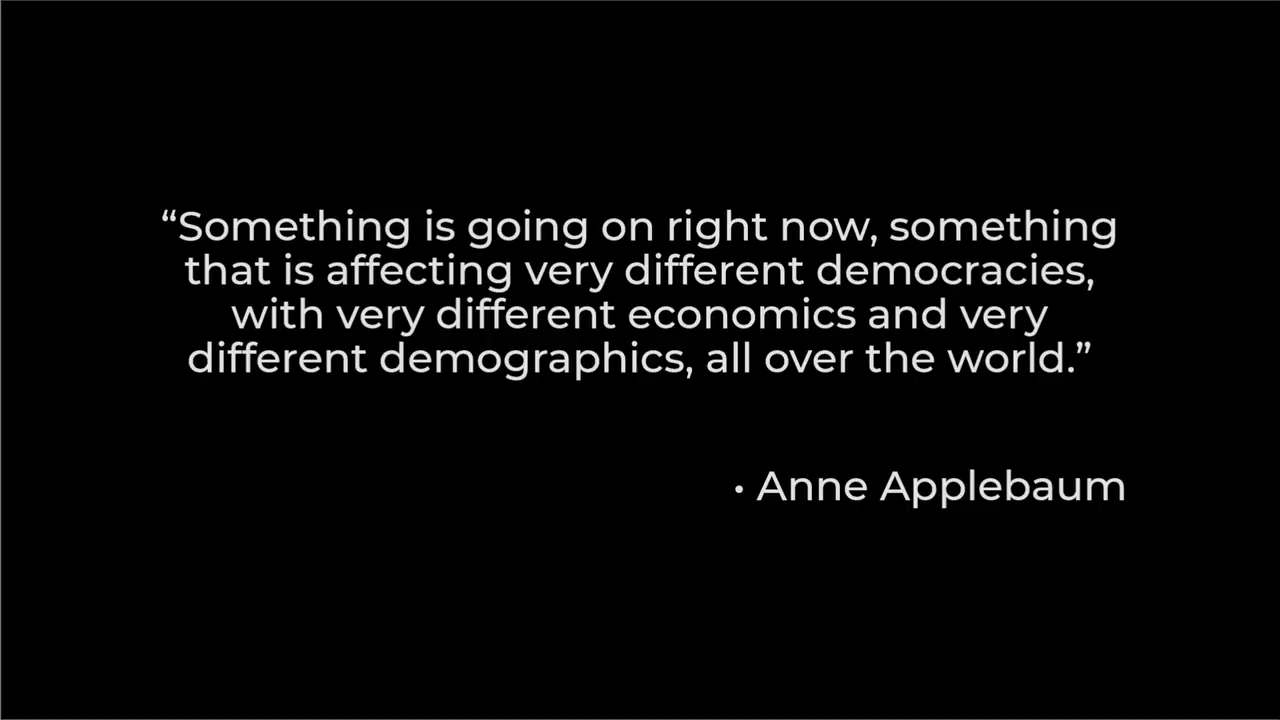 “Something is going on right now, something
that is affecting very different democracies,
with very different economics and very
different demographics, all over the world.”
• Anne Applebaum